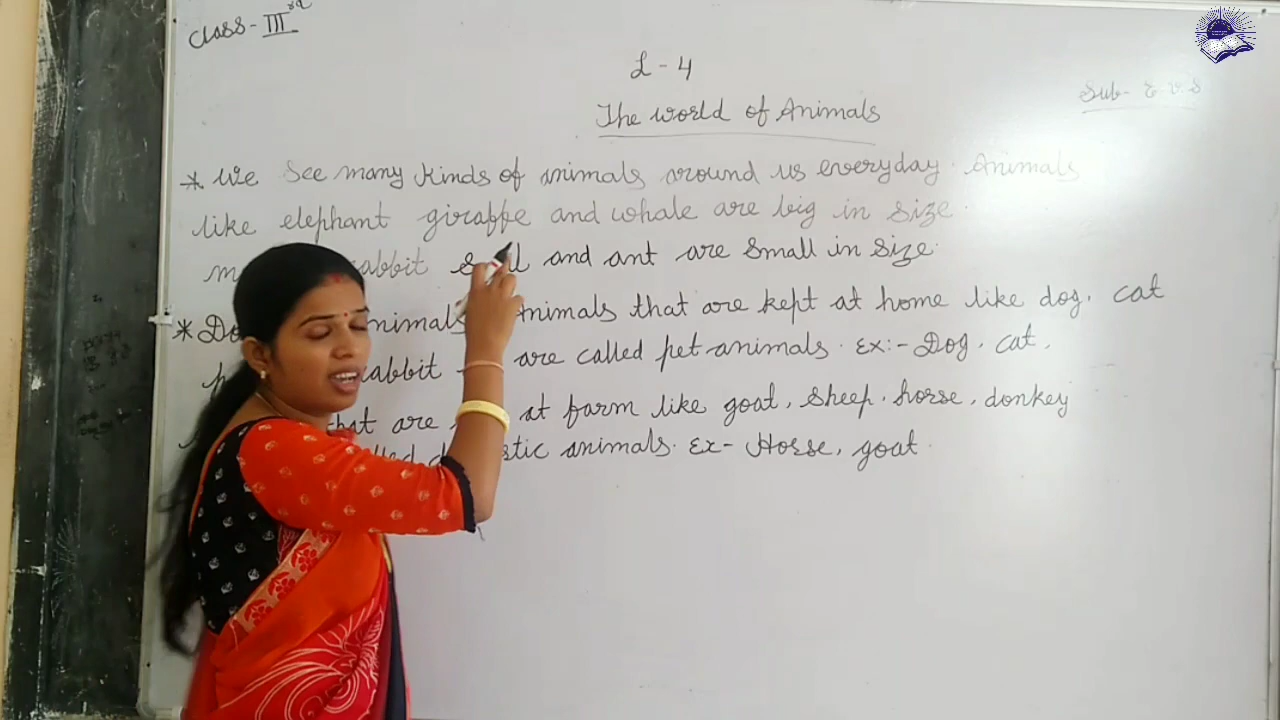 Class - III rd
L - 4
Sub - E.V.S
The world of Animals
* We see many kinds of animals around us everyday. Animals
like elephant giraffe and whale are big in size.
rabbit and ant are small in size.
* animals that are kept at home like dog, cat
rabbit are called pet animals. Ex:- Dog, cat,
that are at farm like goat, sheep, horse, donkey
animals. Ex- Horse, goat.